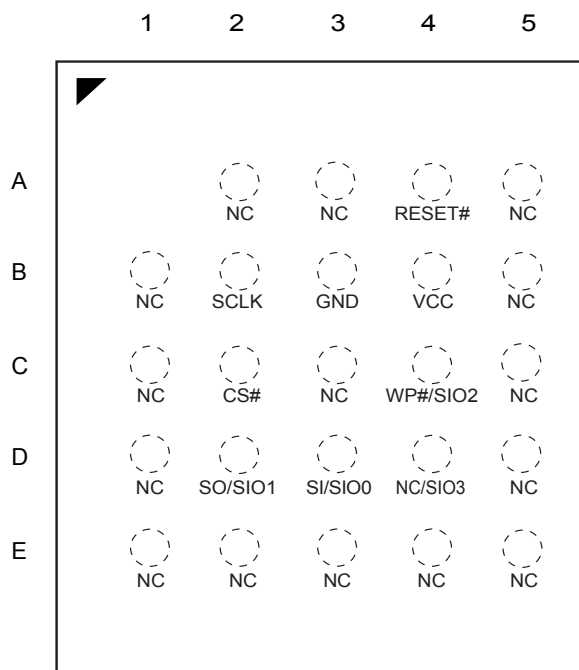 1 2 3 4 5
A
NC NC RESET# NC
B
NC SCLK GND VCC NC
C
NC CS# NC WP#/SIO2 NC
D
NC SO/SIO1 SI/SIO0 NC/SIO3 NC
E
NC NC NC NC NC